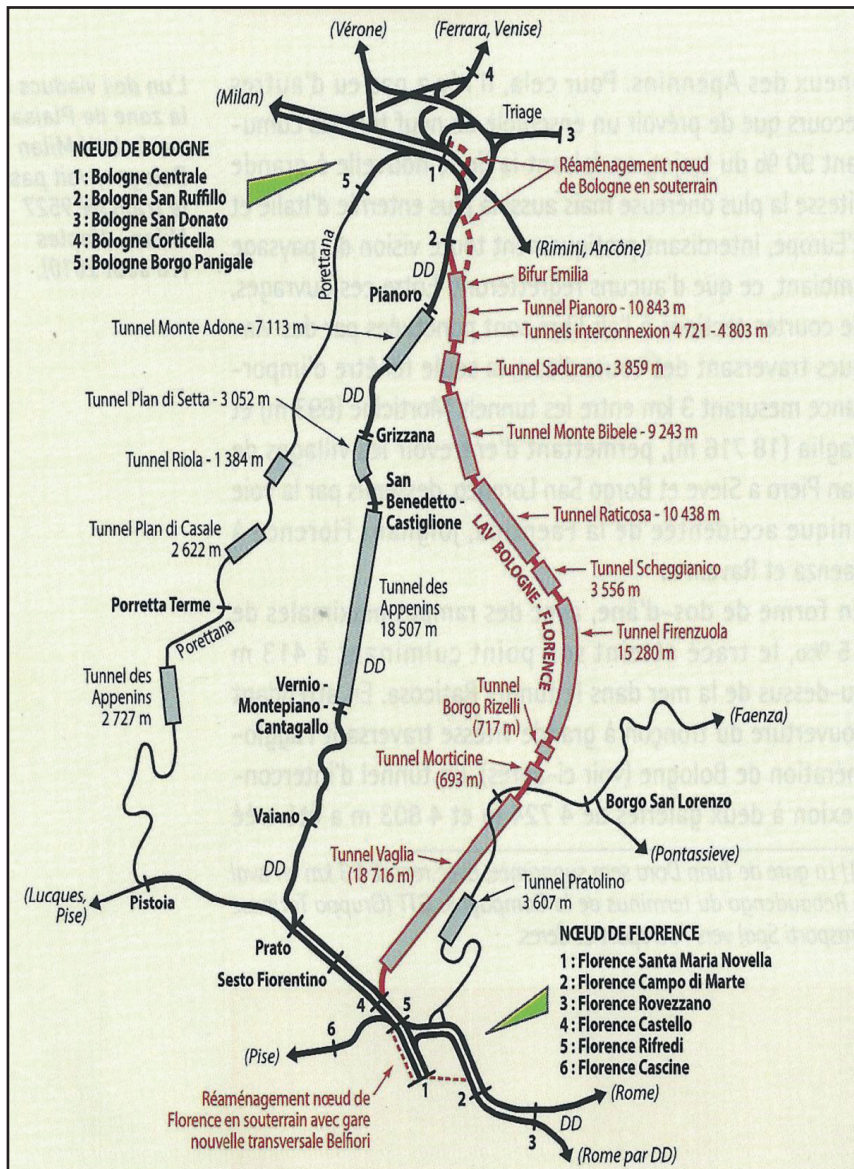 (Vérone)
(Ferrara, Venise)
4
(Milan)
Triage
3
NŒUD DE BOLOGNE
1 : Bologne Centrale
2 : Bologne San Ruffillo
3 : Bologne San Donato
4 : Bologne Corticella
5 : Bologne Borgo Panigale
5
1
Réaménagement nœud
de Bologne en souterrain
2
(Rimini, Ancône)
Porettana
DD
Bifur Emilia
Pianoro
Tunnel Pianoro - 10 843 m
Tunnel Monte Adone - 7 113 m
Tunnels interconnexion 4 721 - 4 803 m
Tunnel Sadurano - 3 859 m
DD
Tunnel Plan di Setta - 3 052 m
Grizzana
Tunnel Monte Bibele - 9 243 m
Tunnel Riola - 1 384 m
San
Benedetto-
Castiglione
Tunnel Raticosa - 10 438 m
LAV BOLOGNE - FLORENCE
Tunnel Plan di Casale
2 622 m
Tunnel Scheggianico
3 556 m
Tunnel des
Appenins
18 507 m
Porretta Terme
Porettana
Tunnel Firenzuola
15 280 m
DD
Tunnel des
Appenins
2 727 m
Vernio-
Montepiano-
Cantagallo
Tunnel
Borgo Rizelli
(717 m)
(Faenza)
Tunnel Morticine
(693 m)
Borgo San Lorenzo
Vaiano
(Pontassieve)
Tunnel Vaglia
(18 716 m)
DD
Tunnel Pratolino
3 607 m
(Lucques,
Pise)
Pistoia
Prato
NŒUD DE FLORENCE
1 : Florence Santa Maria Novella
2 : Florence Campo di Marte
3 : Florence Rovezzano
4 : Florence Castello
5 : Florence Rifredi
6 : Florence Cascine
Sesto Fiorentino
4
5
6
(Pise)
1
2
(Rome)
DD
3
(Rome par DD)
Réaménagement nœud de
Florence en souterrain avec gare
nouvelle transversale Belfiori